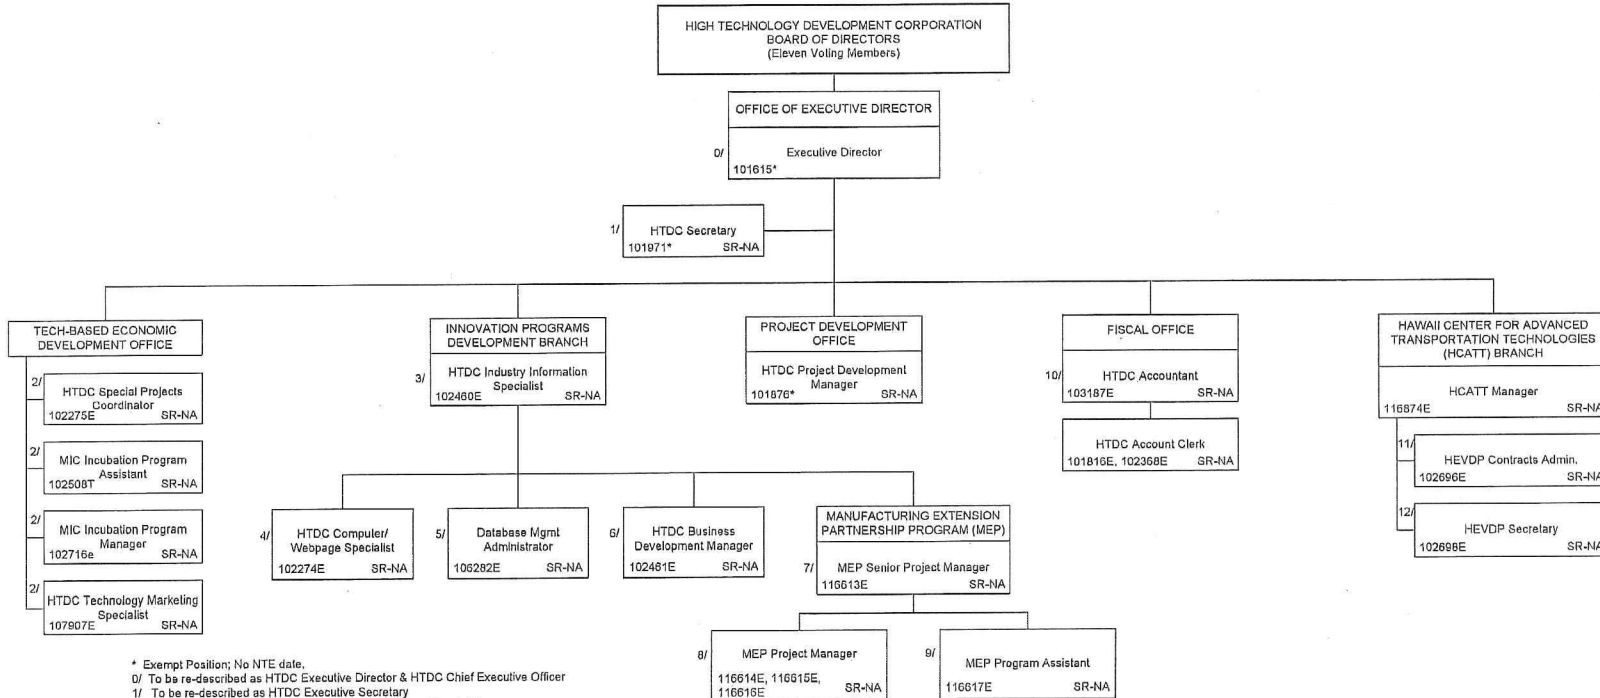 HIGH TECHNOLOGY DEVELOPMENT CORPORATION
BOARD OF DIRECTORS
(Eleven Voting Members)
OFFICE OF EXECUTIVE DIRECTOR
0/
Executive Director
101615*
1/
HTDC Secretary
101971* SR-NA
TECH-BASED ECONOMIC
DEVELOPMENT OFFICE
2/
HTDC Special Projects
Coordinator
102275E SR-NA
2/
MIC Incubation Program
Assistant
102508T SR-NA
2/
MIC Incubation Program
Manager
102716e SR-NA
2/
HTDC Technology Marketing
Specialist
107907E SR-NA
INNOVATION PROGRAMS
DEVELOPMENT BRANCH
3/
HTDC Industry Information
Specialist
102460E SR-NA
4/
HTDC Computer/
Webpage Specialist
102274E SR-NA
5/
Database Mgmt
Administrator
106282E SR-NA
6/
HTDC Business
Development Manager
102461E SR-NA
MANUFACTURING EXTENSION
PARTNERSHIP PROGRAM (MEP)
7/
MEP Senior Project Manager
116613E SR-NA
8/
MEP Project Manager
116614E, 116615E,
116616E SR-NA
9/
MEP Program Assistant
116617E SR-NA
PROJECT DEVELOPMENT
OFFICE
HTDC Project Development
Manager
101876* SR-NA
FISCAL OFFICE
10/
HTDC Accountant
103187E SR-NA
HTDC Account Clerk
101816E, 102368E SR-NA
HAWAII CENTER FOR ADVANCED
TRANSPORTATION TECHNOLOGIES
(HCATT) BRANCH
HCATT Manager
116874E SR-NA
11/
HEVDP Contracts Admin.
102696E SR-NA
12/
HEVDP Secretary
102698E SR-NA
* Exempt Position; No NTE date.
0/ To be re-described as HTDC Executive Director & HTDC Chief Executive Officer
1/ To be re-described as HTDC Executive Secretary